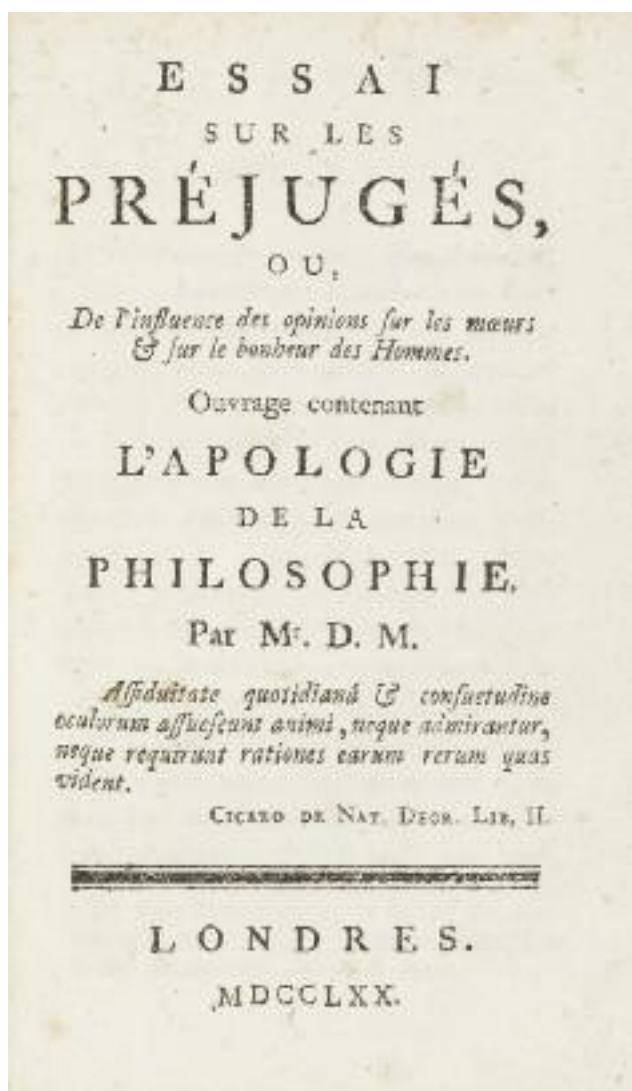 ESSAI
SUR LES
PRÉJUGÉS,
OU,
De l'influence des opinions ſur les mœurs
& ſur le bonheur des Hommes.
Ouvrage contenant
L'APOLOGIE
DE LA
PHILOSOPHIE.
Par Mr. D. M.
Aſſiduitate quotidianâ & conſuetudine
oculorum aſſueſcunt animi, neque admirantur,
neque requirunt rationes earum rerum quas
vident.
CICERO DE NAT. DEOR. LIB, II.
LONDRES.
MDCCLXX.